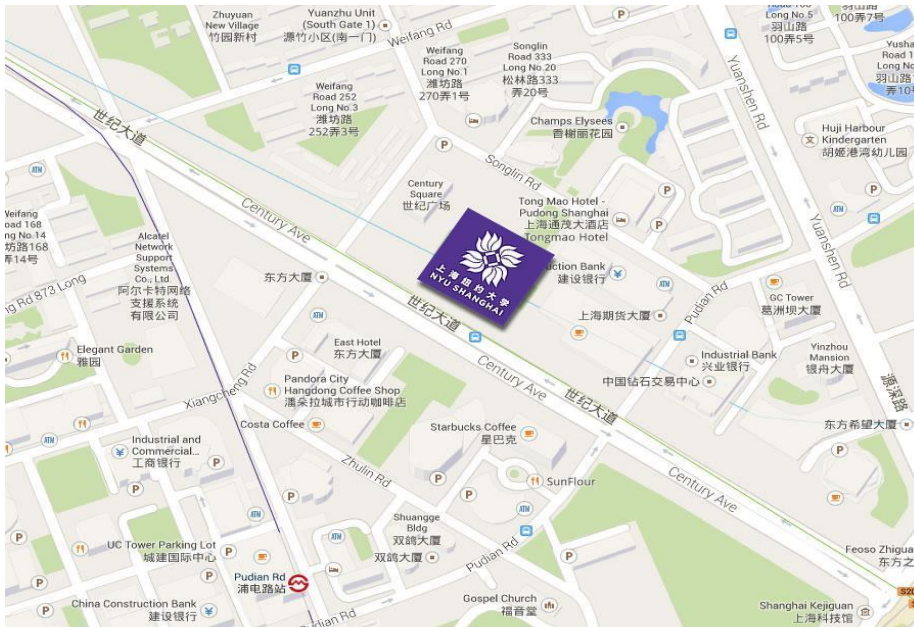 Zhuyuan
New Village
竹园新村
Yuanzhu Unit
(South Gate 1)
源竹小区(南一门)
Weifang Rd
Weifang
Road 270
Long No.1
潍坊路
270弄1号
Songlin
Road 333
Long No.20
松林路333
弄20号
Long No.5
羽山路
100弄5号
100弄7号
Yuanshen Rd
Weifang
Road 252
Long No.3
潍坊路
252弄3号
世纪大道
Champs Elysees
香榭丽花园
Huji Harbour
Kindergarten
胡姬港湾幼儿园
文
ATM
P
Songlin Rd
Century
Square
世纪广场
Century Ave
Tong Mao Hotel -
Pudong Shanghai
上海通茂大酒店
Tongmao Hotel
P
P
ATM
Yuanshen Rd
Weifang
Road 168
坊路168
弄14号
Alcatel
Network
Support
Systems
Co., Ltd
阿尔卡特网络
支援系统
有限公司
上海纽约大学
NYU SHANGHAI
Bank
建设银行
¥
东方大厦
Rd 873 Long
世纪大道
Pudian Rd
GC Tower
葛洲坝大厦
上海期货大厦
ATM
P
East Hotel
东方大厦
Elegant Garden
雅园
Industrial Bank
兴业银行
Yinzhou
Mansion
银舟大厦
Century Ave
世纪大道
中国钻石交易中心
源深路
Pandora City
Hangdong Coffee Shop
潘朵拉城市行动咖啡店
Xiangcheng Rd
Costa Coffee
Starbucks Coffee
星巴克
东方希望大厦
ATM
Industrial and
Commercial...
工商银行
¥
P
P
Zhulin Rd
SunFlour
Century Ave
P
P
ATM
P
P
ATM
Shuangge
Bldg
双鸽大厦
双鸽大厦
Pudian Rd
UC Tower Parking Lot
城建国际中心
P
P
Feoso Zhiguan
东方之
Pudian Rd
浦电路站
China Construction Bank
建设银行
¥
P
Pudian Rd
Gospel Church
福音堂
Shanghai Kejiguan
上海科技馆